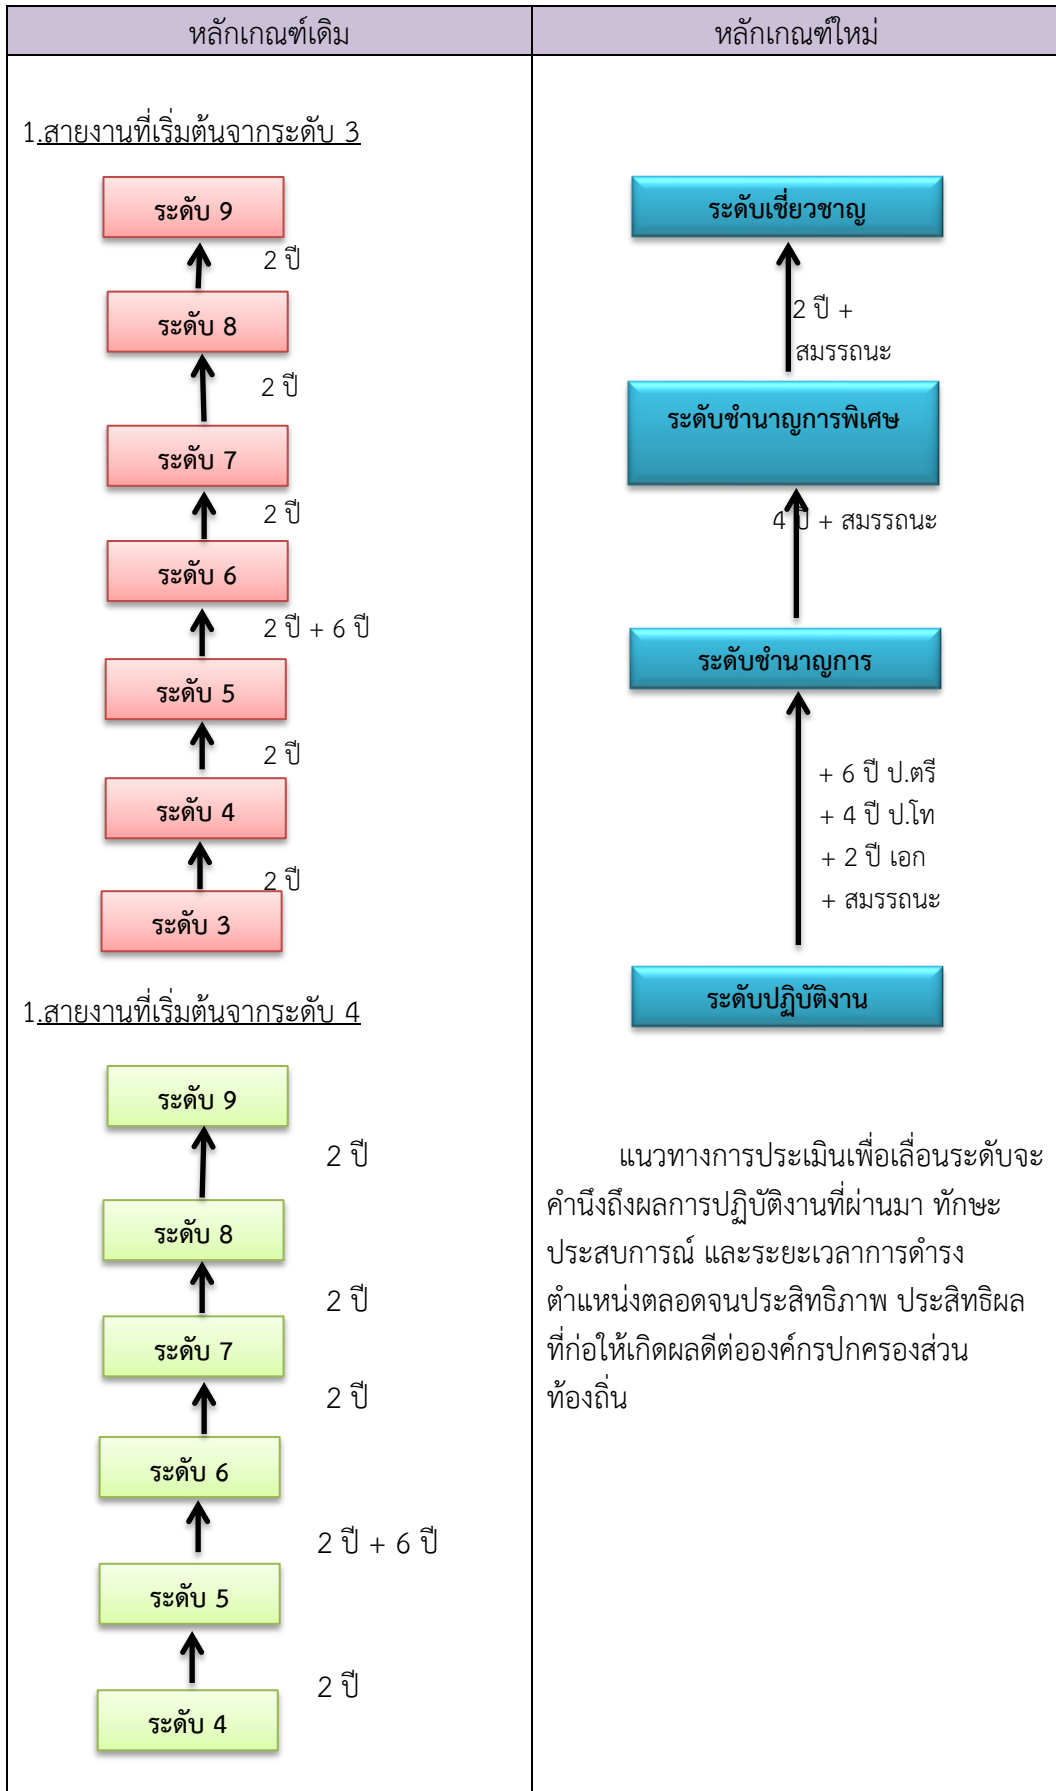 หลักเกณฑ์เดิม
หลักเกณฑ์ใหม่
1.สายงานที่เริ่มต้นจากระดับ 3
ระดับ 9
2 ปี
ระดับ 8
2 ปี
ระดับ 7
2 ปี
ระดับ 6
2 ปี + 6 ปี
ระดับ 5
2 ปี
ระดับ 4
2 ปี
ระดับ 3
1.สายงานที่เริ่มต้นจากระดับ 4
ระดับ 9
2 ปี
ระดับ 8
2 ปี
ระดับ 7
2 ปี
ระดับ 6
2 ปี + 6 ปี
ระดับ 5
2 ปี
ระดับ 4
ระดับเชี่ยวชาญ
2 ปี +
สมรรถนะ
ระดับชำนาญการพิเศษ
4 ปี + สมรรถนะ
ระดับชำนาญการ
+ 6 ปี ป.ตรี
+ 4 ปี ป.โท
+ 2 ปี เอก
+ สมรรถนะ
ระดับปฏิบัติงาน
แนวทางการประเมินเพื่อเลื่อนระดับจะ
คำนึงถึงผลการปฏิบัติงานที่ผ่านมา ทักษะ
ประสบการณ์ และระยะเวลาการดำรง
ตำแหน่งตลอดจนประสิทธิภาพ ประสิทธิผล
ที่ก่อให้เกิดผลดีต่อองค์กรปกครองส่วน
ท้องถิ่น